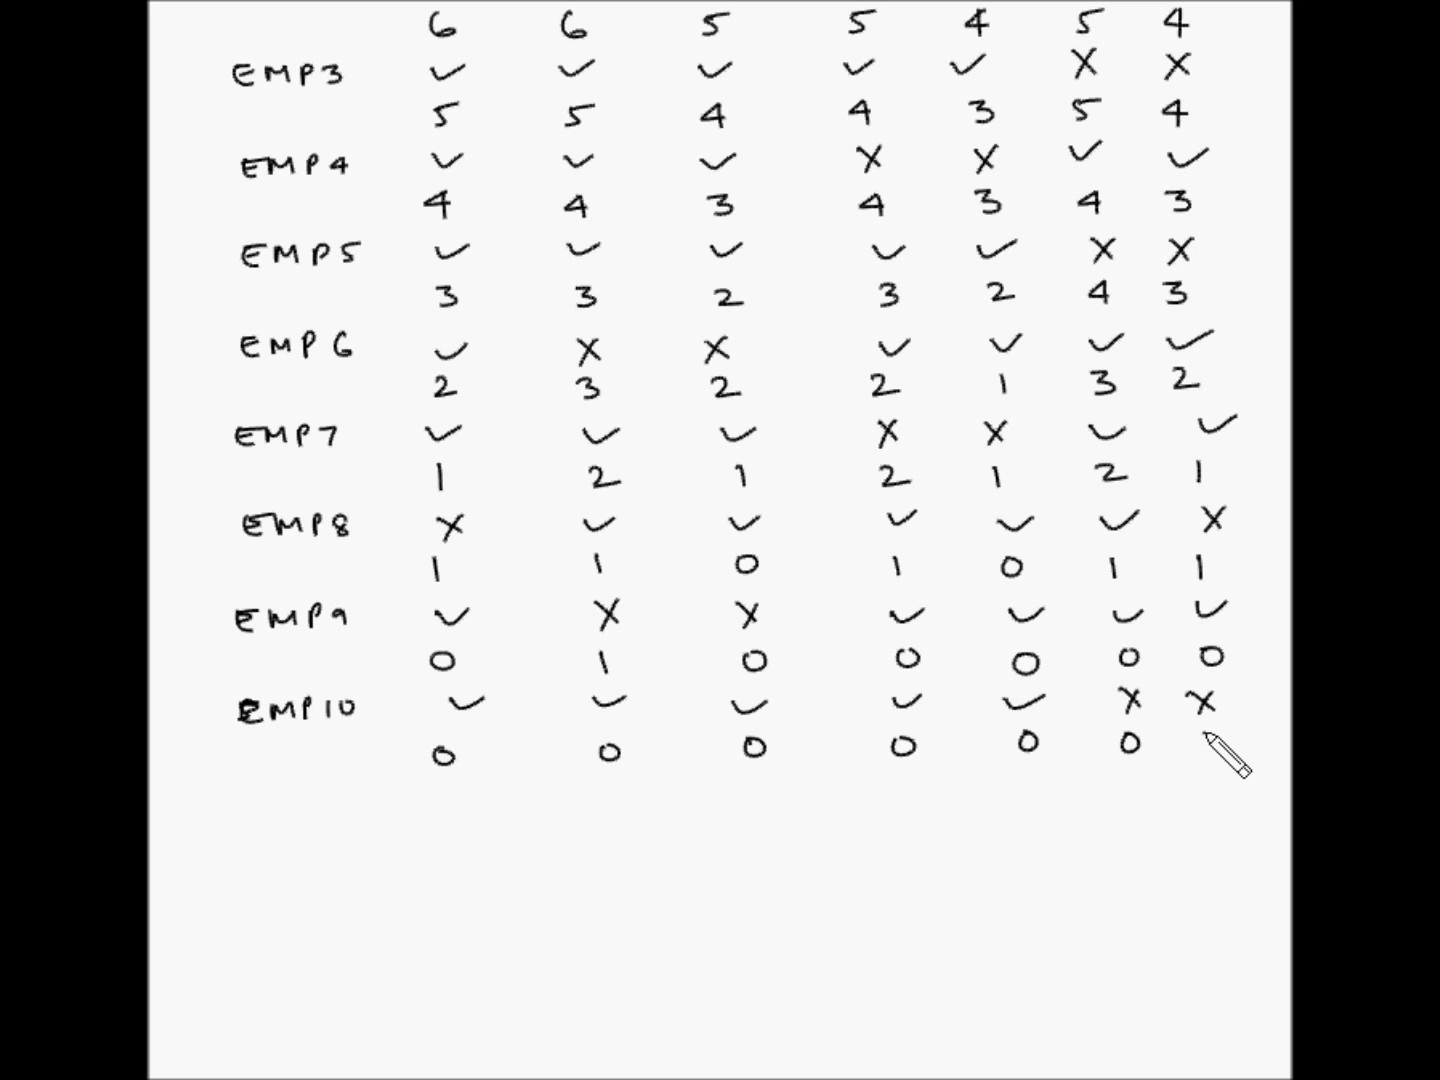 6 6 5 5 4 5 4
EMP3 ✓ ✓ ✓ ✓ ✓ X X
5 5 4 4 3 5 4
EMP4 ✓ ✓ ✓ X X ✓ ✓
4 4 3 4 3 4 3
EMP5 ✓ ✓ ✓ ✓ ✓ X X
3 3 2 3 2 4 3
EMP6 ✓ X X ✓ ✓ ✓ ✓
2 3 2 2 1 3 2
EMP7 ✓ ✓ ✓ X X ✓ ✓
1 2 1 2 1 2 1
EMP8 X ✓ ✓ ✓ ✓ ✓ X
1 1 0 1 0 1 1
EMP9 ✓ X X ✓ ✓ ✓ ✓
0 1 0 0 0 0 0
EMP10 ✓ ✓ ✓ ✓ ✓ X X
0 0 0 0 0 0